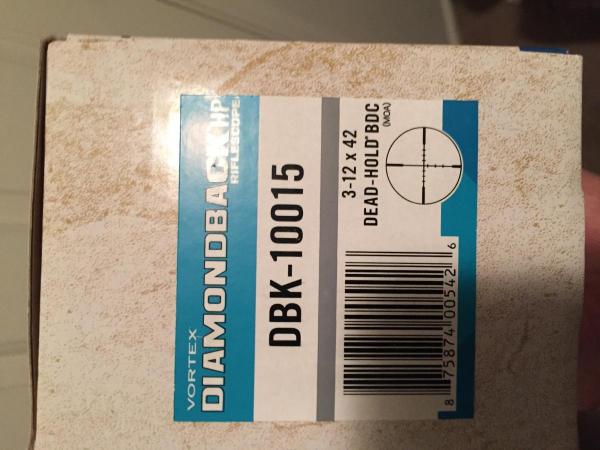 VORTEX
DIAMONDBACK HP
RIFLESCOPE
DBK-10015
3-12 x 42
DEAD-HOLD® BDC
(MOA)
8 75874 00542 6